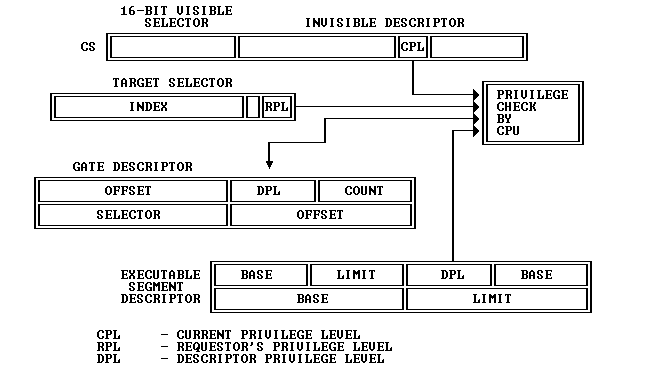 16-BIT VISIBLE
SELECTOR
INVISIBLE DESCRIPTOR
CS
CPL
TARGET SELECTOR
INDEX
RPL
PRIVILEGE
CHECK
BY
CPU
GATE DESCRIPTOR
OFFSET
DPL
COUNT
SELECTOR
OFFSET
EXECUTABLE
SEGMENT
DESCRIPTOR
BASE
LIMIT
DPL
BASE
BASE
LIMIT
CPL - CURRENT PRIVILEGE LEVEL
RPL - REQUESTOR'S PRIVILEGE LEVEL
DPL - DESCRIPTOR PRIVILEGE LEVEL